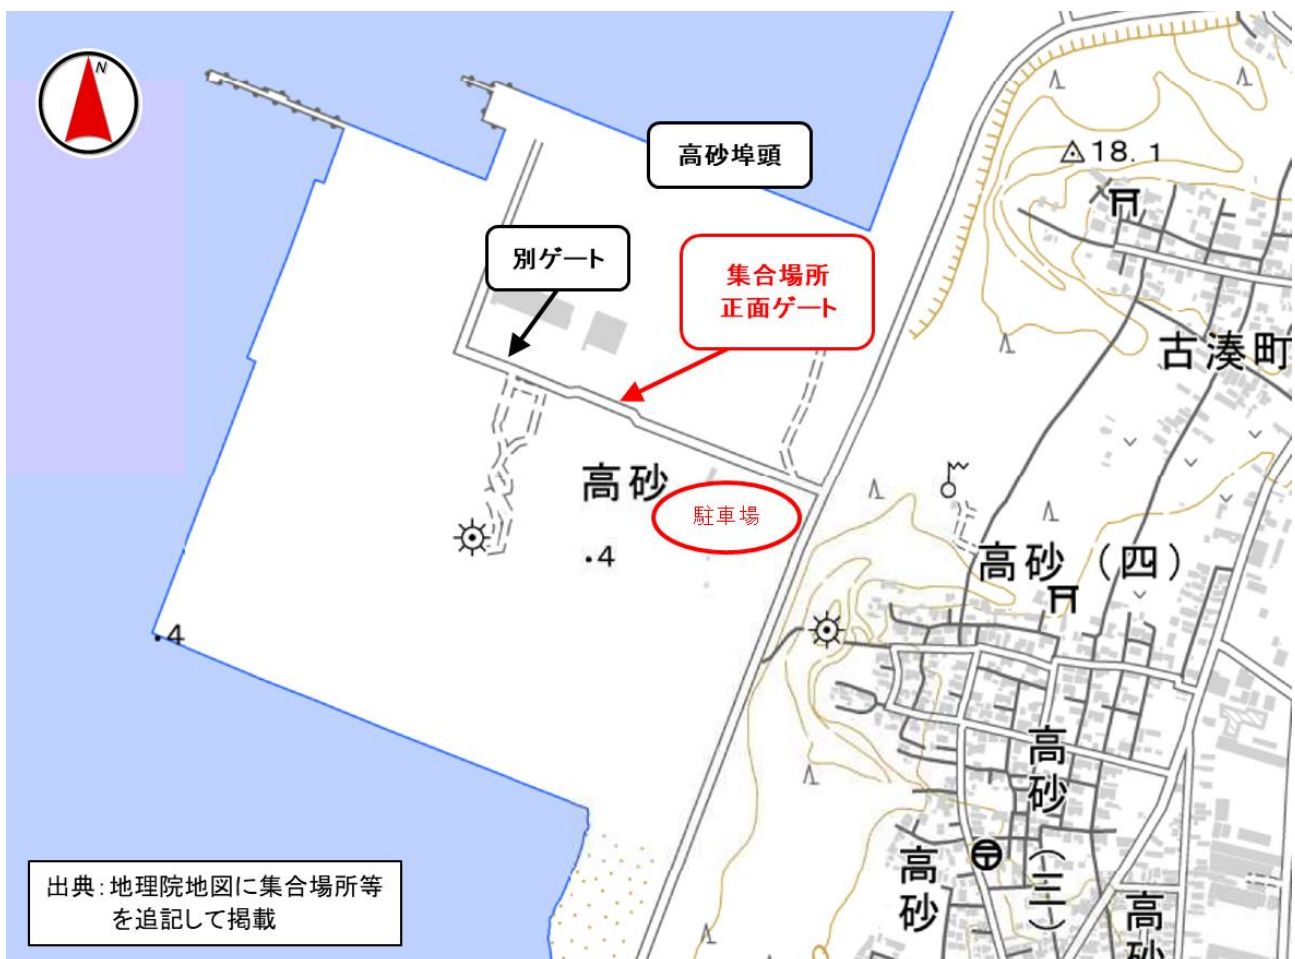 N
高砂埠頭
18.1
別ゲート
集合場所
正面ゲート
古湊町
高砂
駐車場
・4
高砂(四)
・4
高砂
高砂(三)
高砂
出典:地理院地図に集合場所等
を追記して掲載